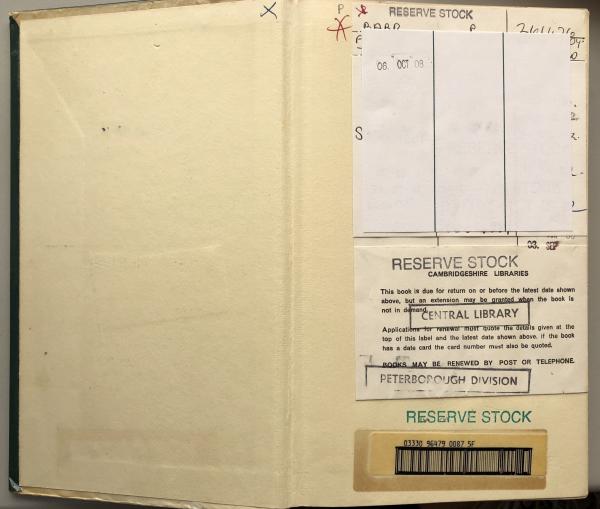 P
RESERVE STOCK
P
06. OCT 08
S
03. SEP
RESERVE STOCK
CAMBRIDGESHIRE LIBRARIES
This book is due for return on or before the latest date shown
above, but an extension may be granted when the book is
not in demand.
CENTRAL LIBRARY
Applications for renewal must quote the details given at the
top of this label and the latest date shown above. If the book
has a date card the card number must also be quoted.
BOOKS MAY BE RENEWED BY POST OR TELEPHONE.
PETERBOROUGH DIVISION
RESERVE STOCK
03330 96479 0087 5F